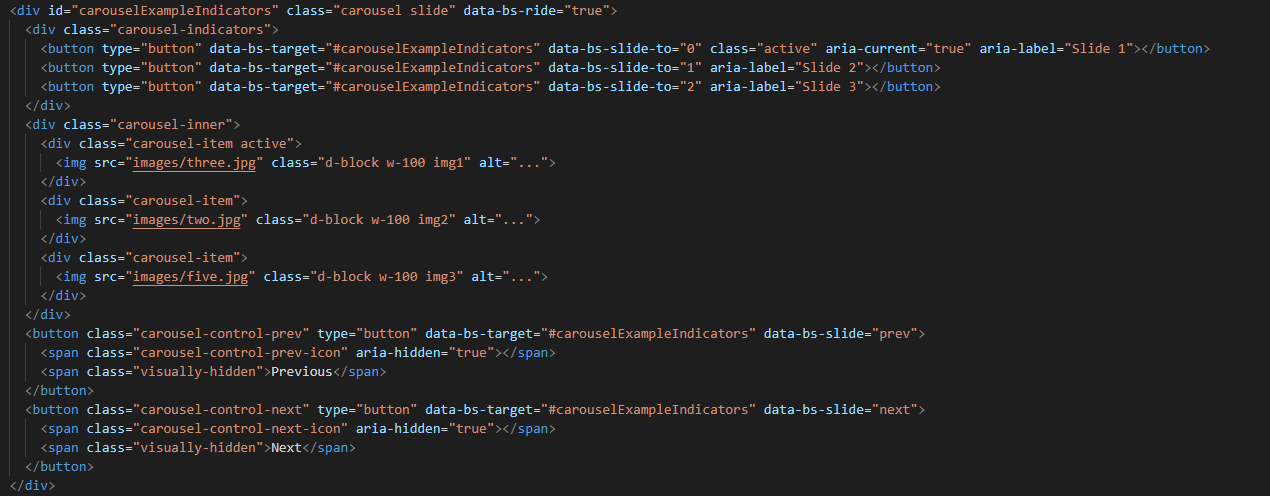 <div id="carouselExampleIndicators" class="carousel slide" data-bs-ride="true">
  <div class="carousel-indicators">
    <button type="button" data-bs-target="#carouselExampleIndicators" data-bs-slide-to="0" class="active" aria-current="true" aria-label="Slide 1"></button>
    <button type="button" data-bs-target="#carouselExampleIndicators" data-bs-slide-to="1" aria-label="Slide 2"></button>
    <button type="button" data-bs-target="#carouselExampleIndicators" data-bs-slide-to="2" aria-label="Slide 3"></button>
  </div>
  <div class="carousel-inner">
    <div class="carousel-item active">
      <img src="images/three.jpg" class="d-block w-100 img1" alt="...">
    </div>
    <div class="carousel-item">
      <img src="images/two.jpg" class="d-block w-100 img2" alt="...">
    </div>
    <div class="carousel-item">
      <img src="images/five.jpg" class="d-block w-100 img3" alt="...">
    </div>
  </div>
  <button class="carousel-control-prev" type="button" data-bs-target="#carouselExampleIndicators" data-bs-slide="prev">
    <span class="carousel-control-prev-icon" aria-hidden="true"></span>
    <span class="visually-hidden">Previous</span>
  </button>
  <button class="carousel-control-next" type="button" data-bs-target="#carouselExampleIndicators" data-bs-slide="next">
    <span class="carousel-control-next-icon" aria-hidden="true"></span>
    <span class="visually-hidden">Next</span>
  </button>
</div>